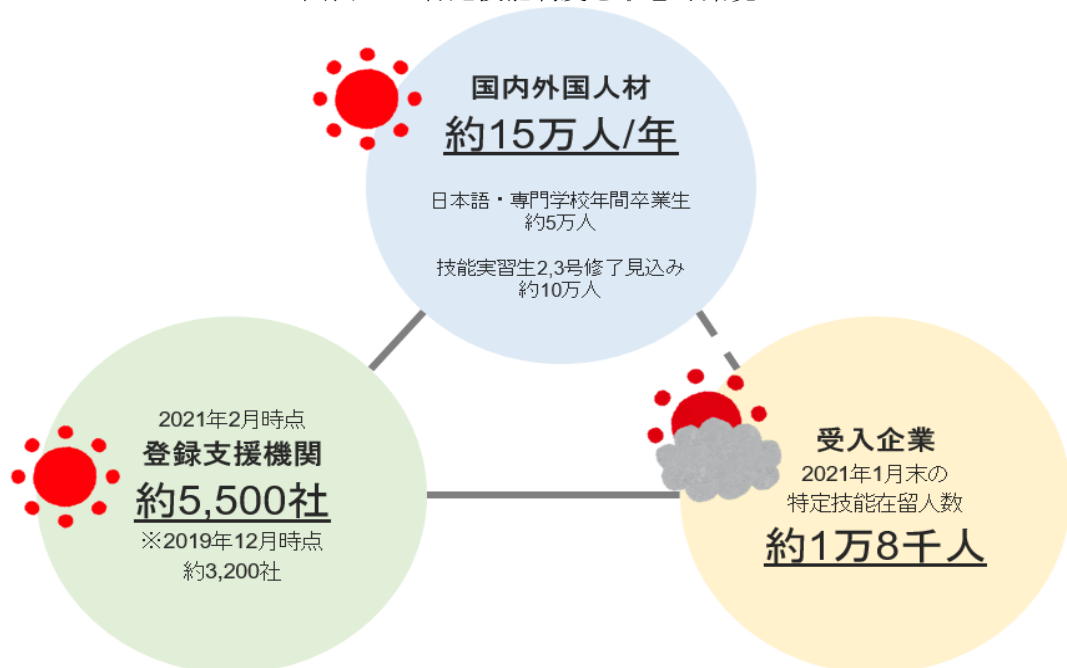 国内外国人材
約15万人/年
日本語・専門学校年間卒業生
約5万人
技能実習生2,3号修了見込み
約10万人
2021年2月時点
登録支援機関
約5,500社
※2019年12月時点
約3,200社
受入企業
2021年1月末の
特定技能在留人数
約1万8千人